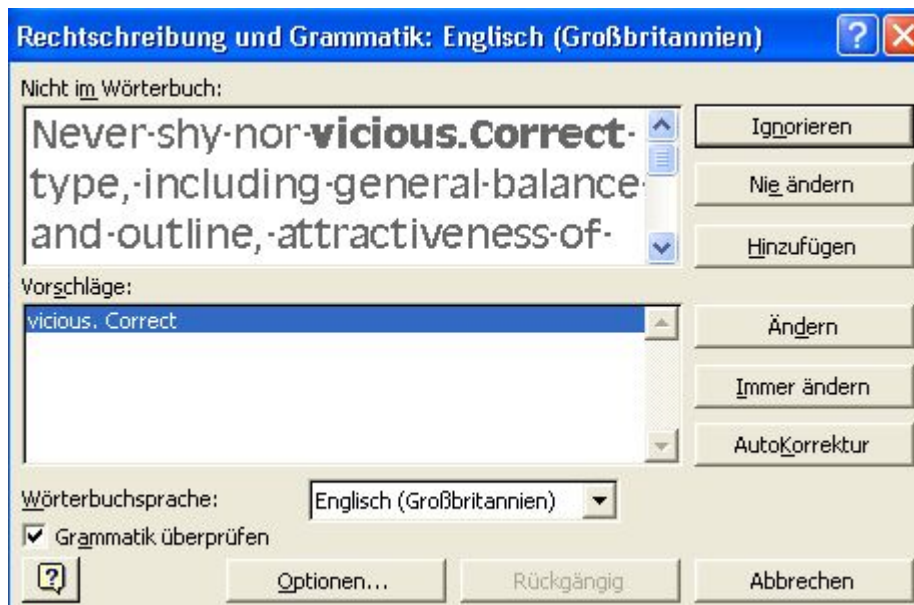 Rechtschreibung und Grammatik: Englisch (Großbritannien)
Nicht im Wörterbuch:
Never·shy·nor·vicious.Correct·
type,·including·general·balance·
and·outline,·attractiveness·of·
Ignorieren
Nie ändern
Hinzufügen
Vorschläge:
vicious. Correct
Ändern
Immer ändern
AutoKorrektur
Wörterbuchsprache:
Englisch (Großbritannien)
Grammatik überprüfen
Optionen...
Rückgängig
Abbrechen